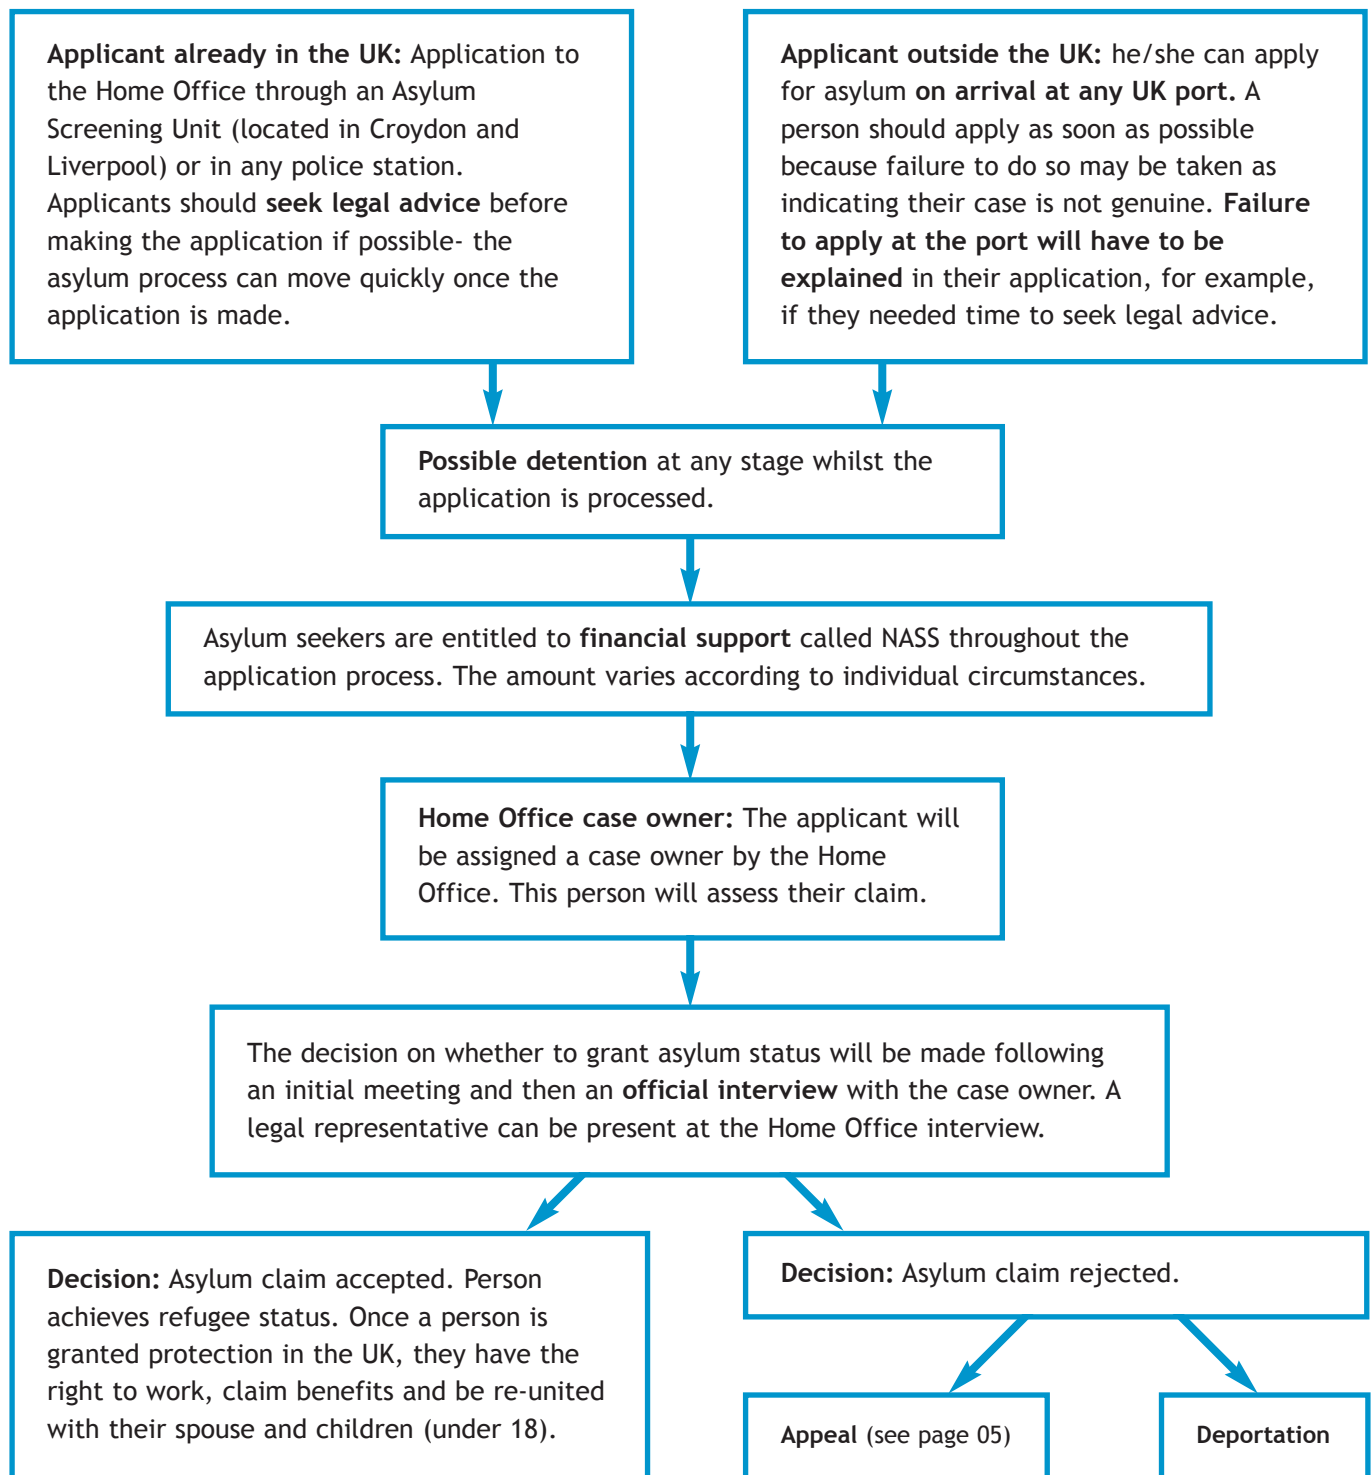 Applicant already in the UK: Application to
the Home Office through an Asylum
Screening Unit (located in Croydon and
Liverpool) or in any police station.
Applicants should seek legal advice before
making the application if possible- the
asylum process can move quickly once the
application is made.
Applicant outside the UK: he/she can apply
for asylum on arrival at any UK port. A
person should apply as soon as possible
because failure to do so may be taken as
indicating their case is not genuine. Failure
to apply at the port will have to be
explained in their application, for example,
if they needed time to seek legal advice.
Possible detention at any stage whilst the
application is processed.
Asylum seekers are entitled to financial support called NASS throughout the
application process. The amount varies according to individual circumstances.
Home Office case owner: The applicant will
be assigned a case owner by the Home
Office. This person will assess their claim.
The decision on whether to grant asylum status will be made following
an initial meeting and then an official interview with the case owner. A
legal representative can be present at the Home Office interview.
Decision: Asylum claim accepted. Person
achieves refugee status. Once a person is
granted protection in the UK, they have the
right to work, claim benefits and be re-united
with their spouse and children (under 18).
Decision: Asylum claim rejected.
Appeal (see page 05)
Deportation